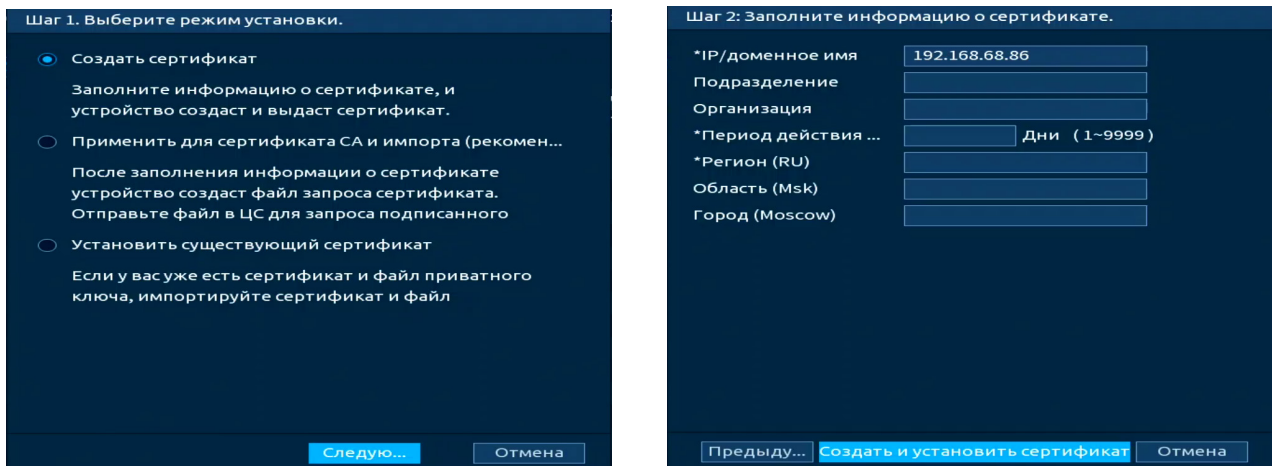 Шаг 1. Выберите режим установки.
Создать сертификат
Заполните информацию о сертификате, и
устройство создаст и выдаст сертификат.
Применить для сертификата CA и импорта (рекомен...
После заполнения информации о сертификате
устройство создаст файл запроса сертификата.
Отправьте файл в ЦС для запроса подписанного
Установить существующий сертификат
Если у вас уже есть сертификат и файл приватного
ключа, импортируйте сертификат и файл
Следую...
Отмена
Шаг 2: Заполните информацию о сертификате.
*IP/доменное имя 192.168.68.86
Подразделение
Организация
*Период действия ... Дни (1~9999)
*Регион (RU)
Область (Msk)
Город (Moscow)
Предыду...
Создать и установить сертификат
Отмена